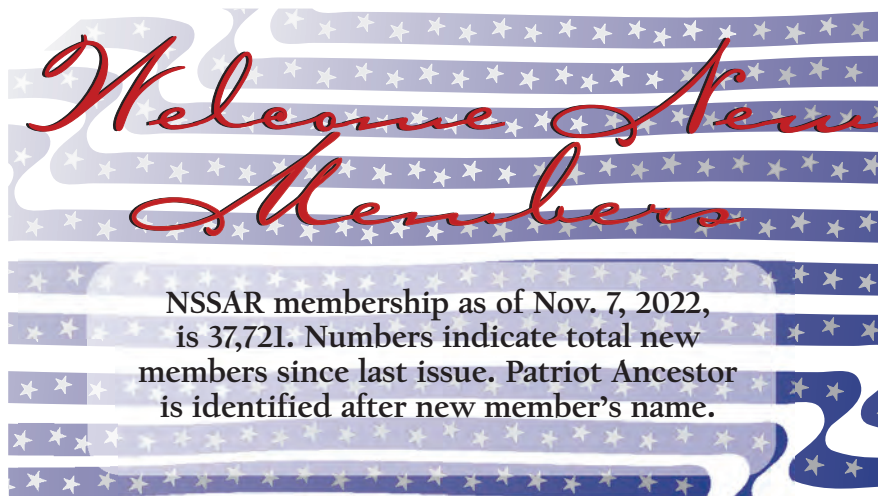 Welcome New
Members
NSSAR membership as of Nov. 7, 2022,
is 37,721. Numbers indicate total new
members since last issue. Patriot Ancestor
is identified after new member’s name.